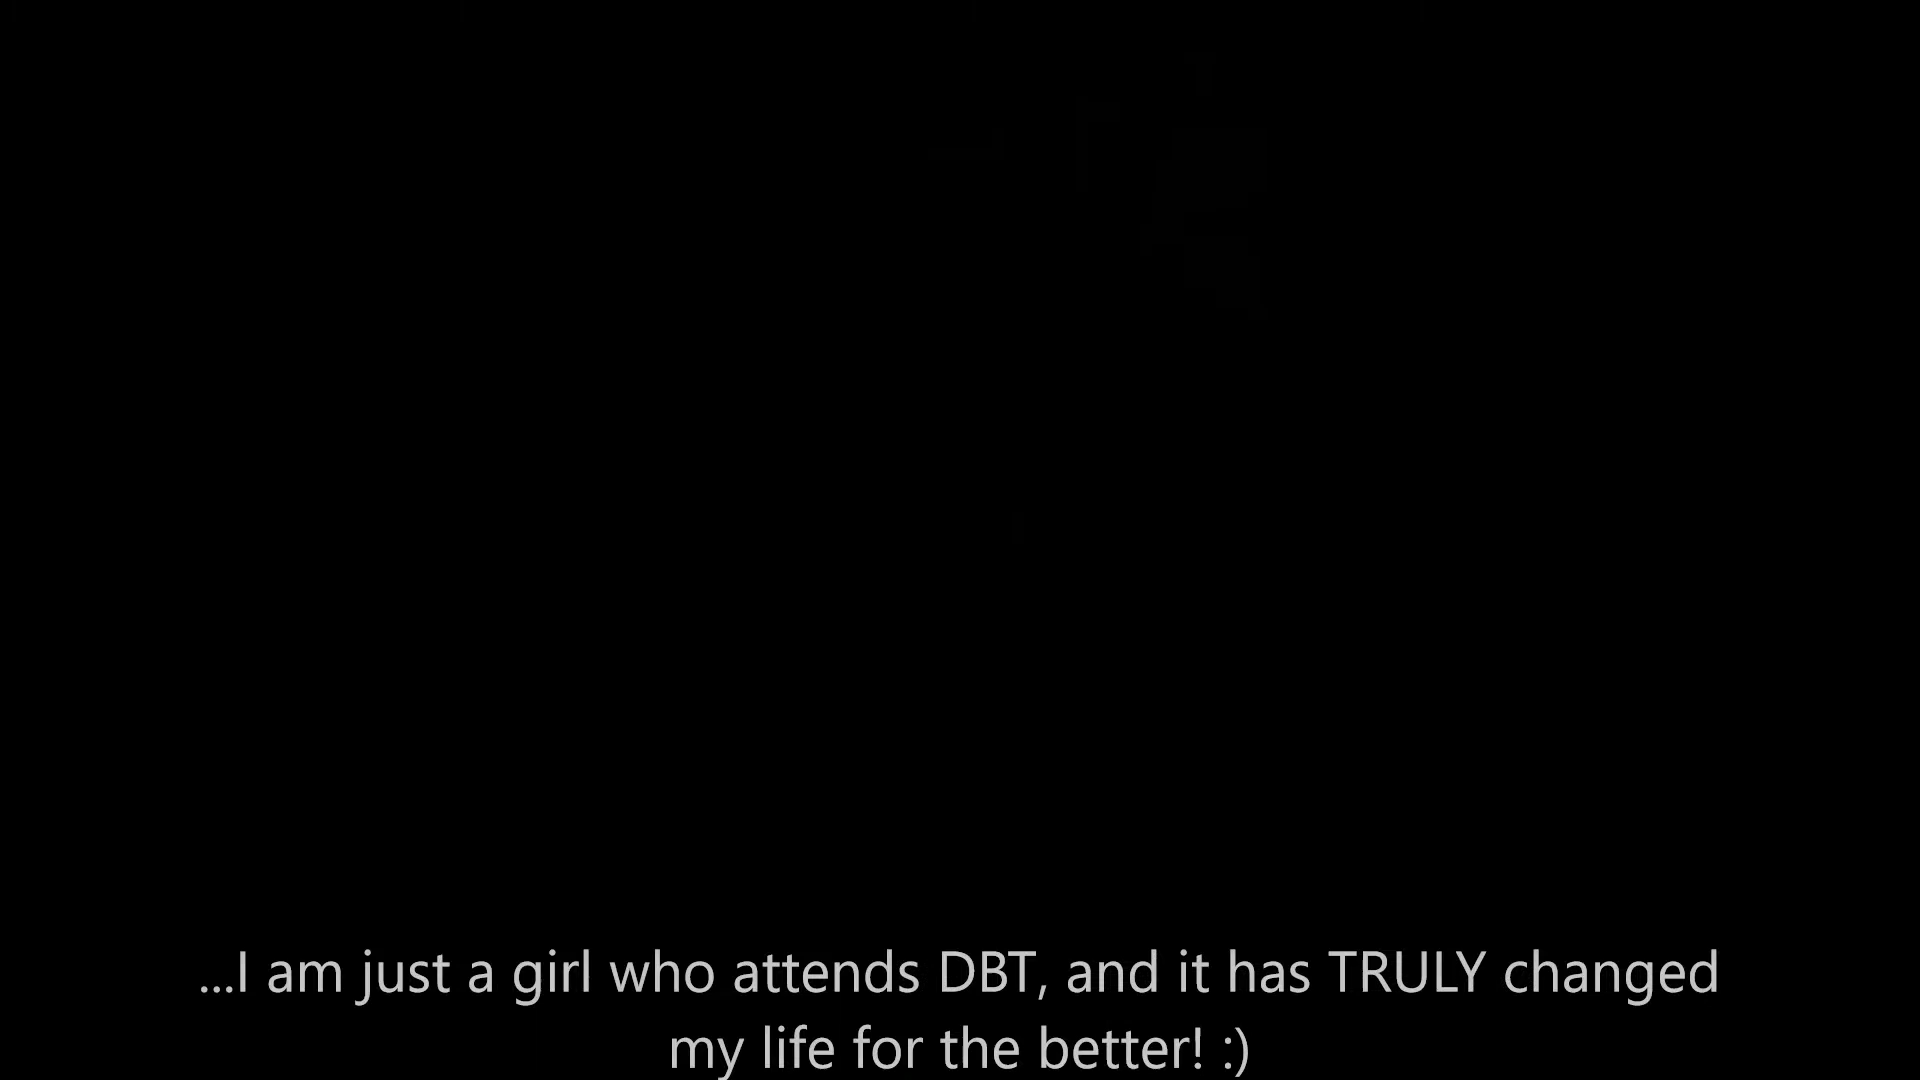 ...I am just a girl who attends DBT, and it has TRULY changed
my life for the better! :)